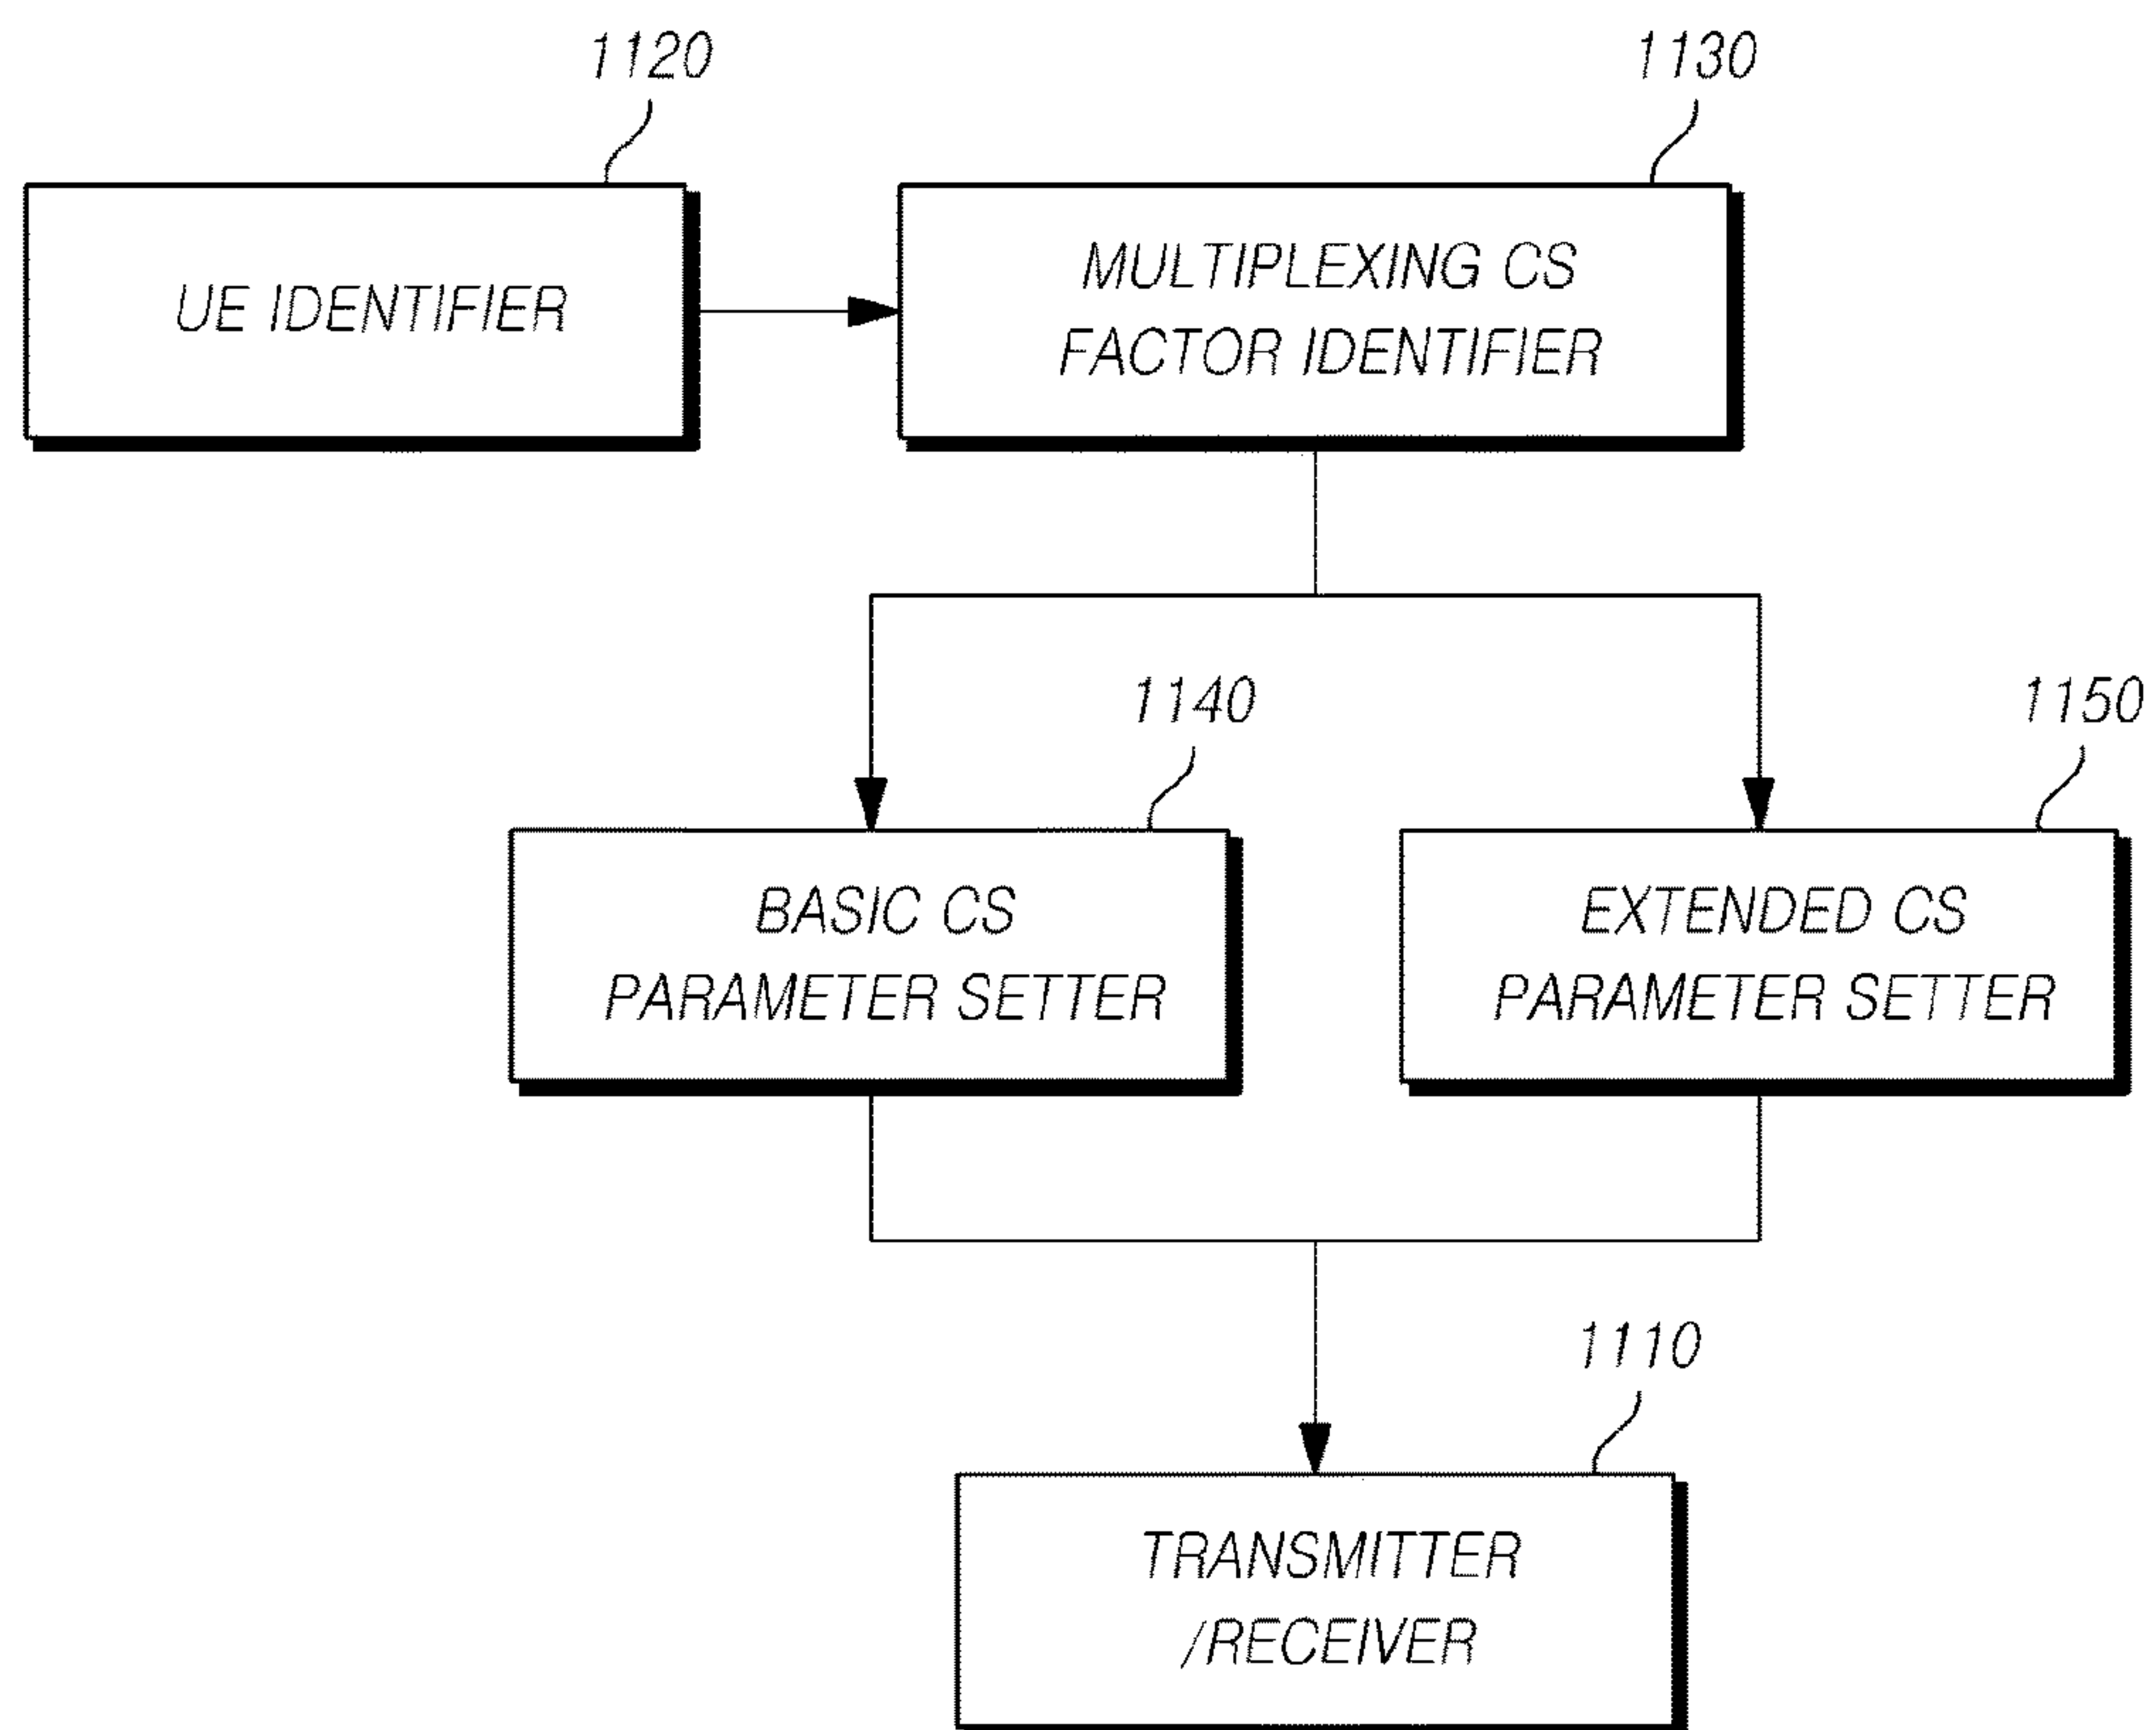 1120
1130
UE IDENTIFIER
MULTIPLEXING CS
FACTOR IDENTIFIER
1140
1150
BASIC CS
PARAMETER SETTER
EXTENDED CS
PARAMETER SETTER
1110
TRANSMITTER
/RECEIVER